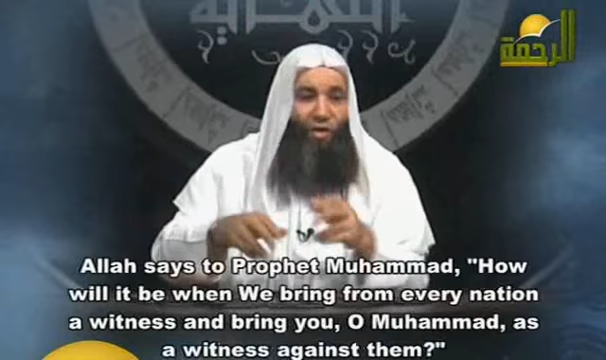 الرحمة
Allah says to Prophet Muhammad, "How
will it be when We bring from every nation
a witness and bring you, O Muhammad, as
a witness against them?"